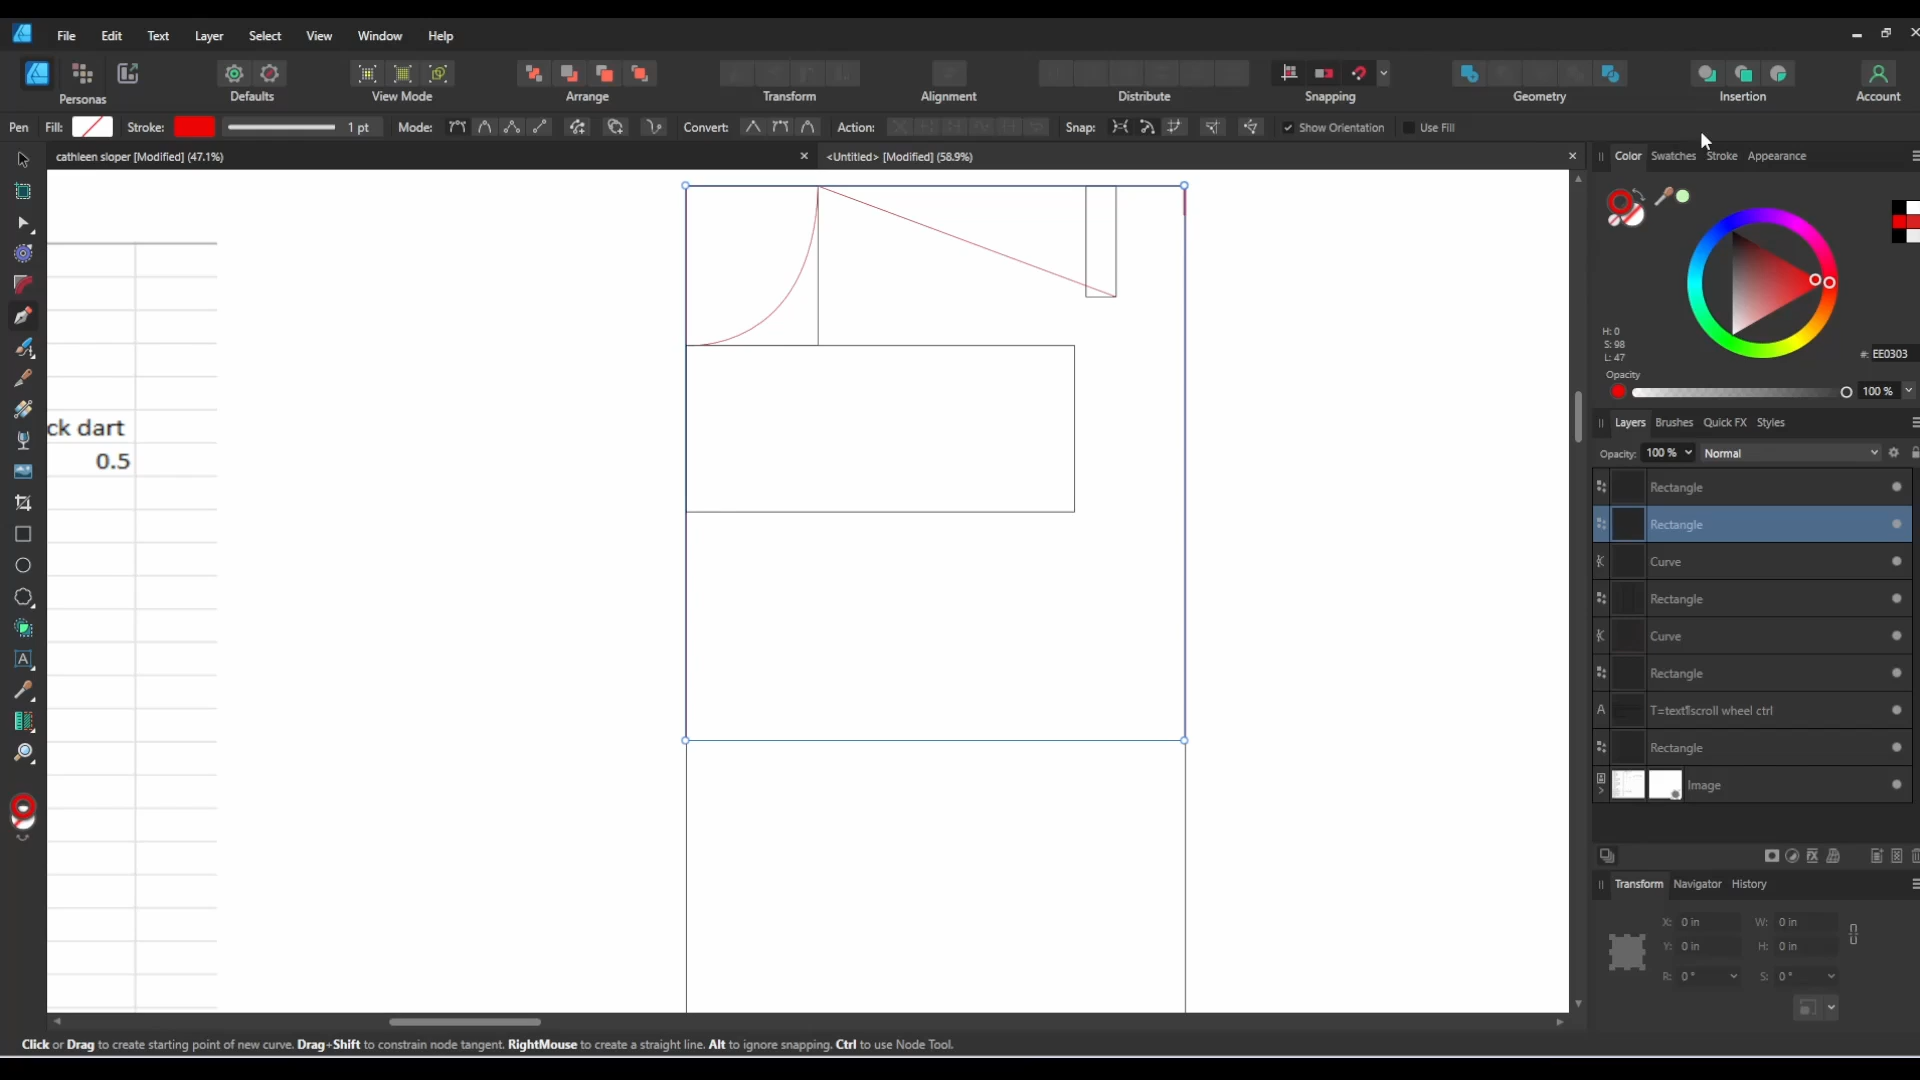 File Edit Text Layer Select View Window Help
Personas Defaults View Mode Arrange Transform Alignment Distribute Snapping Geometry Insertion Account
Pen Fill: Stroke: 1 pt Mode: Convert: Action: Snap: Show Orientation Use Fill
cathleen sloper [Modified] (47.1%) <Untitled> [Modified] (58.9%)
Color Swatches Stroke Appearance
H: 0
S: 98
L: 47
#: EE0303
Opacity
100 %
Layers Brushes Quick FX Styles
Opacity: 100 % Normal
Rectangle
Rectangle
Curve
Rectangle
Curve
Rectangle
A T=text¶scroll wheel ctrl
Rectangle
Image
ck dart
0.5
Transform Navigator History
X: 0 in W: 0 in
Y: 0 in H: 0 in
R: 0 ° S: 0 °
Click or Drag to create starting point of new curve. Drag+Shift to constrain node tangent. RightMouse to create a straight line. Alt to ignore snapping. Ctrl to use Node Tool.